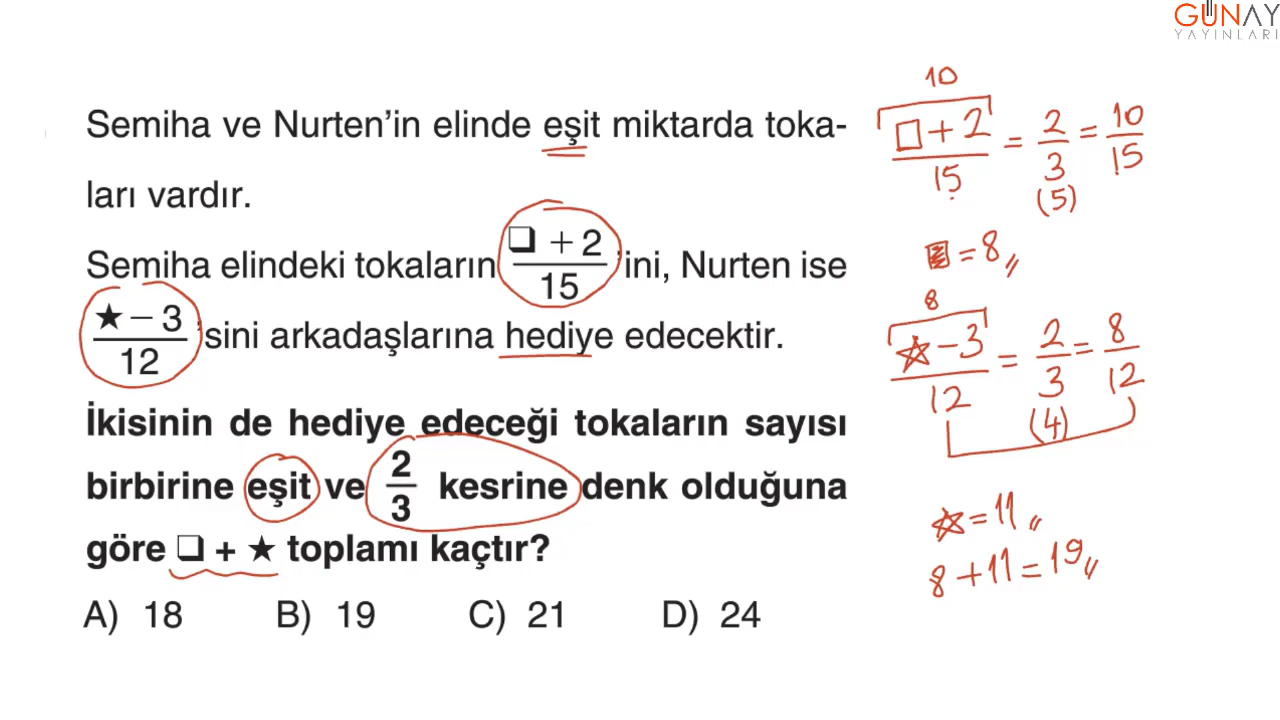 GÜNAY
YAYINLARI
Semiha ve Nurten’in elinde eşit miktarda toka-
ları vardır.
Semiha elindeki tokaların ❏ + 2 / 15 ’ini, Nurten ise
★ – 3 / 12 ’sini arkadaşlarına hediye edecektir.
İkisinin de hediye edeceği tokaların sayısı
birbirine eşit ve 2/3 kesrine denk olduğuna
göre ❏ + ★ toplamı kaçtır?
A) 18 B) 19 C) 21 D) 24
10
□ + 2 / 15 = 2/3 = 10/15
(5)
□ = 8 //
8
☆ – 3 / 12 = 2/3 = 8/12
(4)
☆ = 11 //
8 + 11 = 19 //